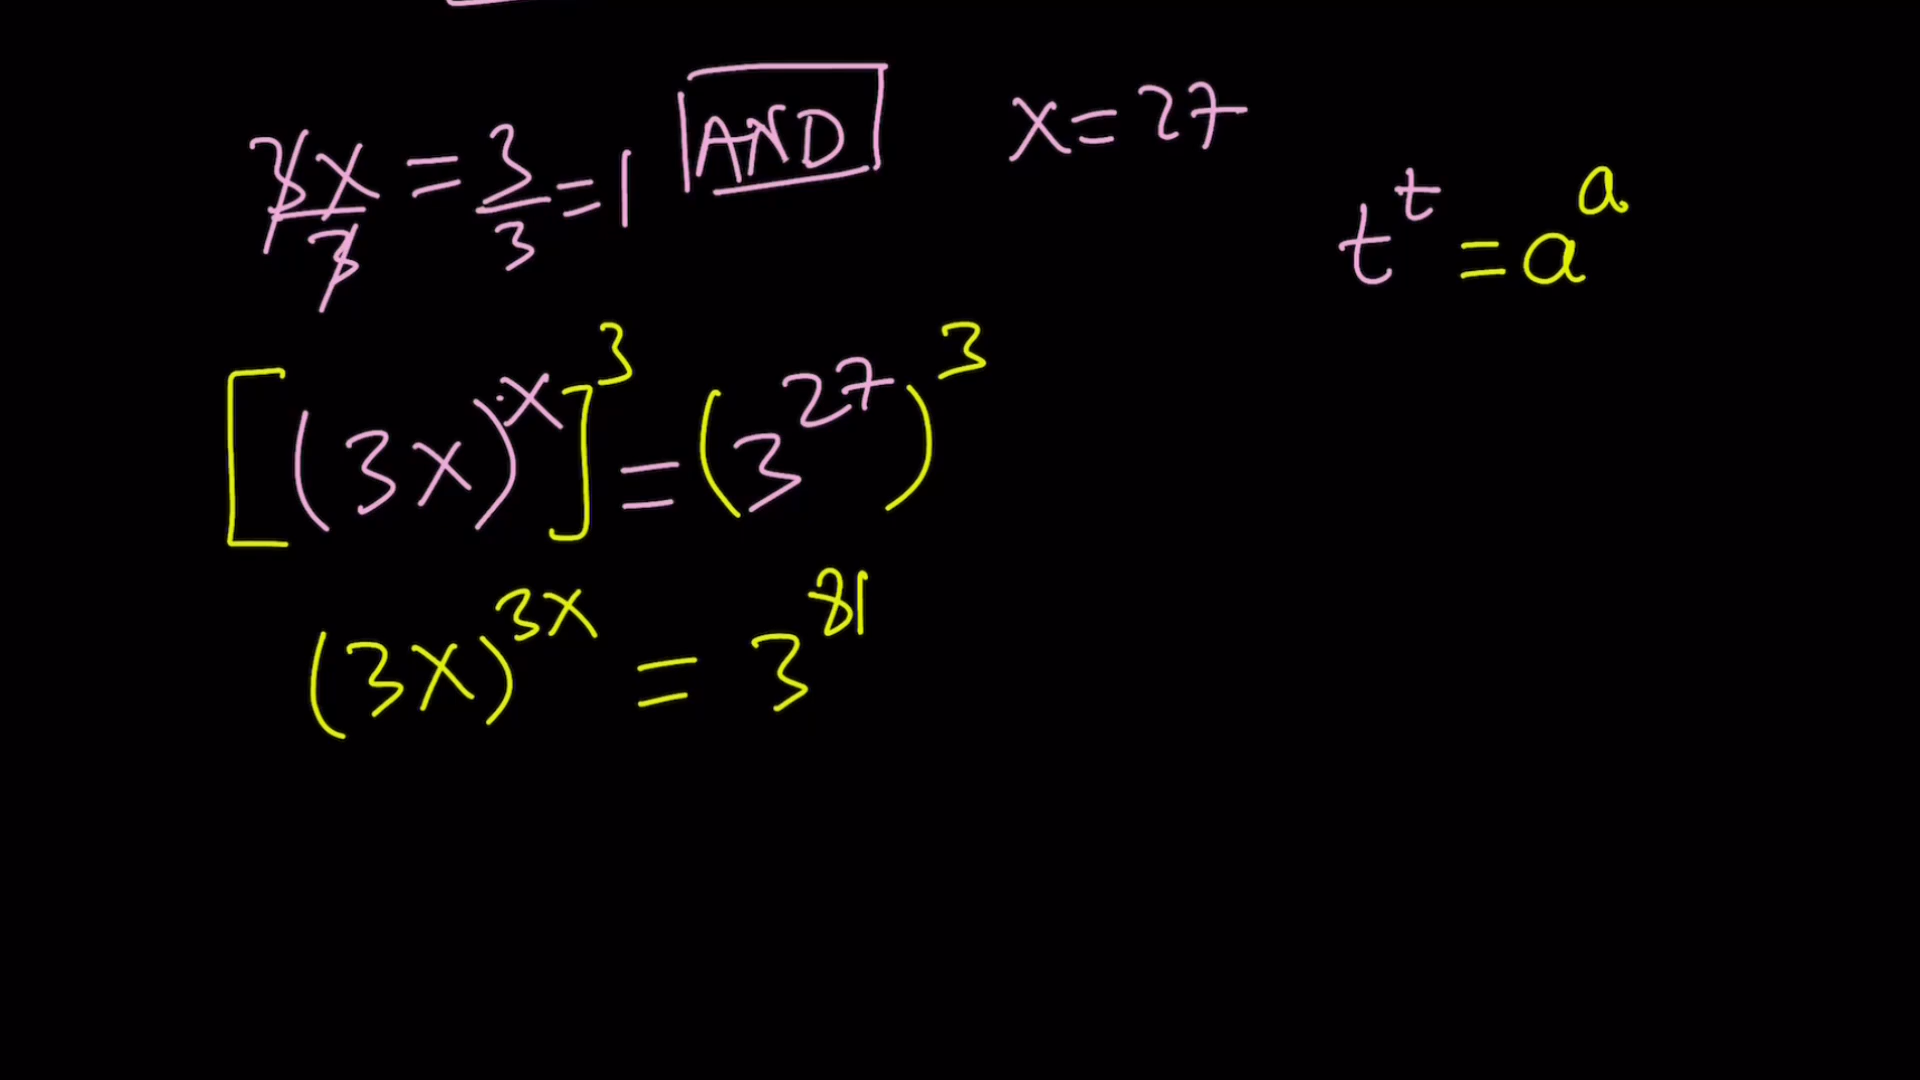 3x/3 = 3/3 = 1 AND x = 27
t^t = a^a
[(3x)^x]^3 = (3^27)^3
(3x)^3x = 3^81